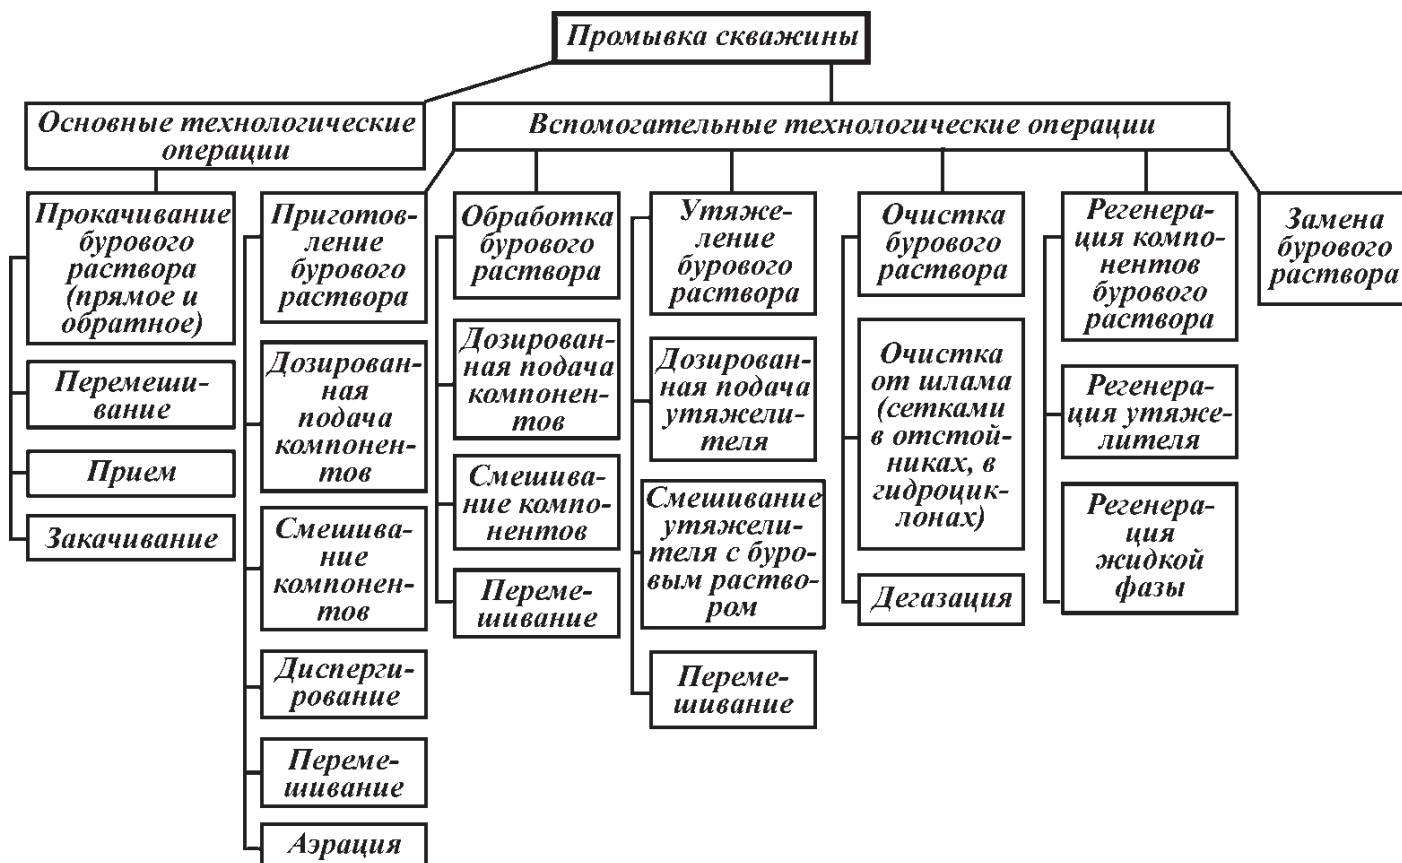 Промывка скважины
Основные технологические
операции
Вспомогательные технологические операции
Прокачивание
бурового
раствора
(прямое и
обратное)
Перемеши-
вание
Прием
Закачивание
Приготов-
ление
бурового
раствора
Дозирован-
ная
подача
компонен-
тов
Смешива-
ние
компонен-
тов
Дисперги-
рование
Переме-
шивание
Аэрация
Обработка
бурового
раствора
Дозирован-
ная подача
компонен-
тов
Смешива-
ние компо-
нентов
Переме-
шивание
Утяже-
ление
бурового
раствора
Дозирован-
ная подача
утяжели-
теля
Смешивание
утяжели-
теля с буро-
вым раство-
ром
Переме-
шивание
Очистка
бурового
раствора
Очистка
от шлама
(сетками
в отстой-
никах, в
гидроцик-
лонах)
Дегазация
Регенера-
ция компо-
нентов
бурового
раствора
Регенера-
ция утяже-
лителя
Регенера-
ция
жидкой
фазы
Замена
бурового
раствора